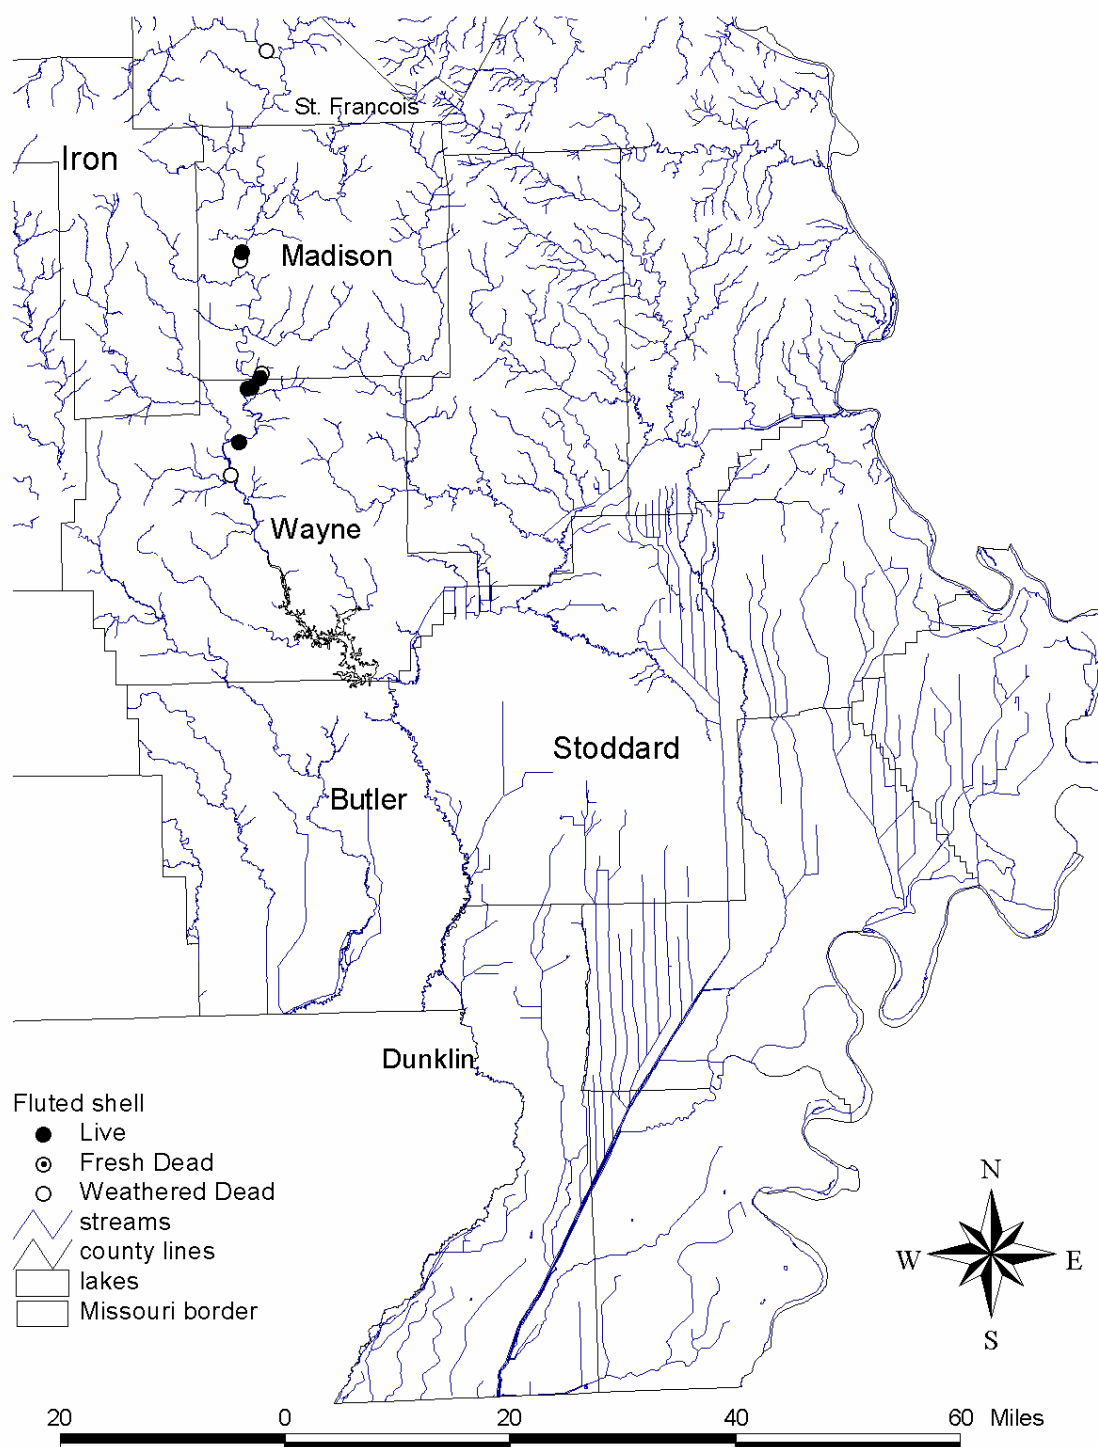 St. Francois
Iron
Madison
Wayne
Stoddard
Butler
Dunklin
Fluted shell
Live
Fresh Dead
Weathered Dead
streams
county lines
lakes
Missouri border
N
W
E
S
20 0 20 40 60 Miles